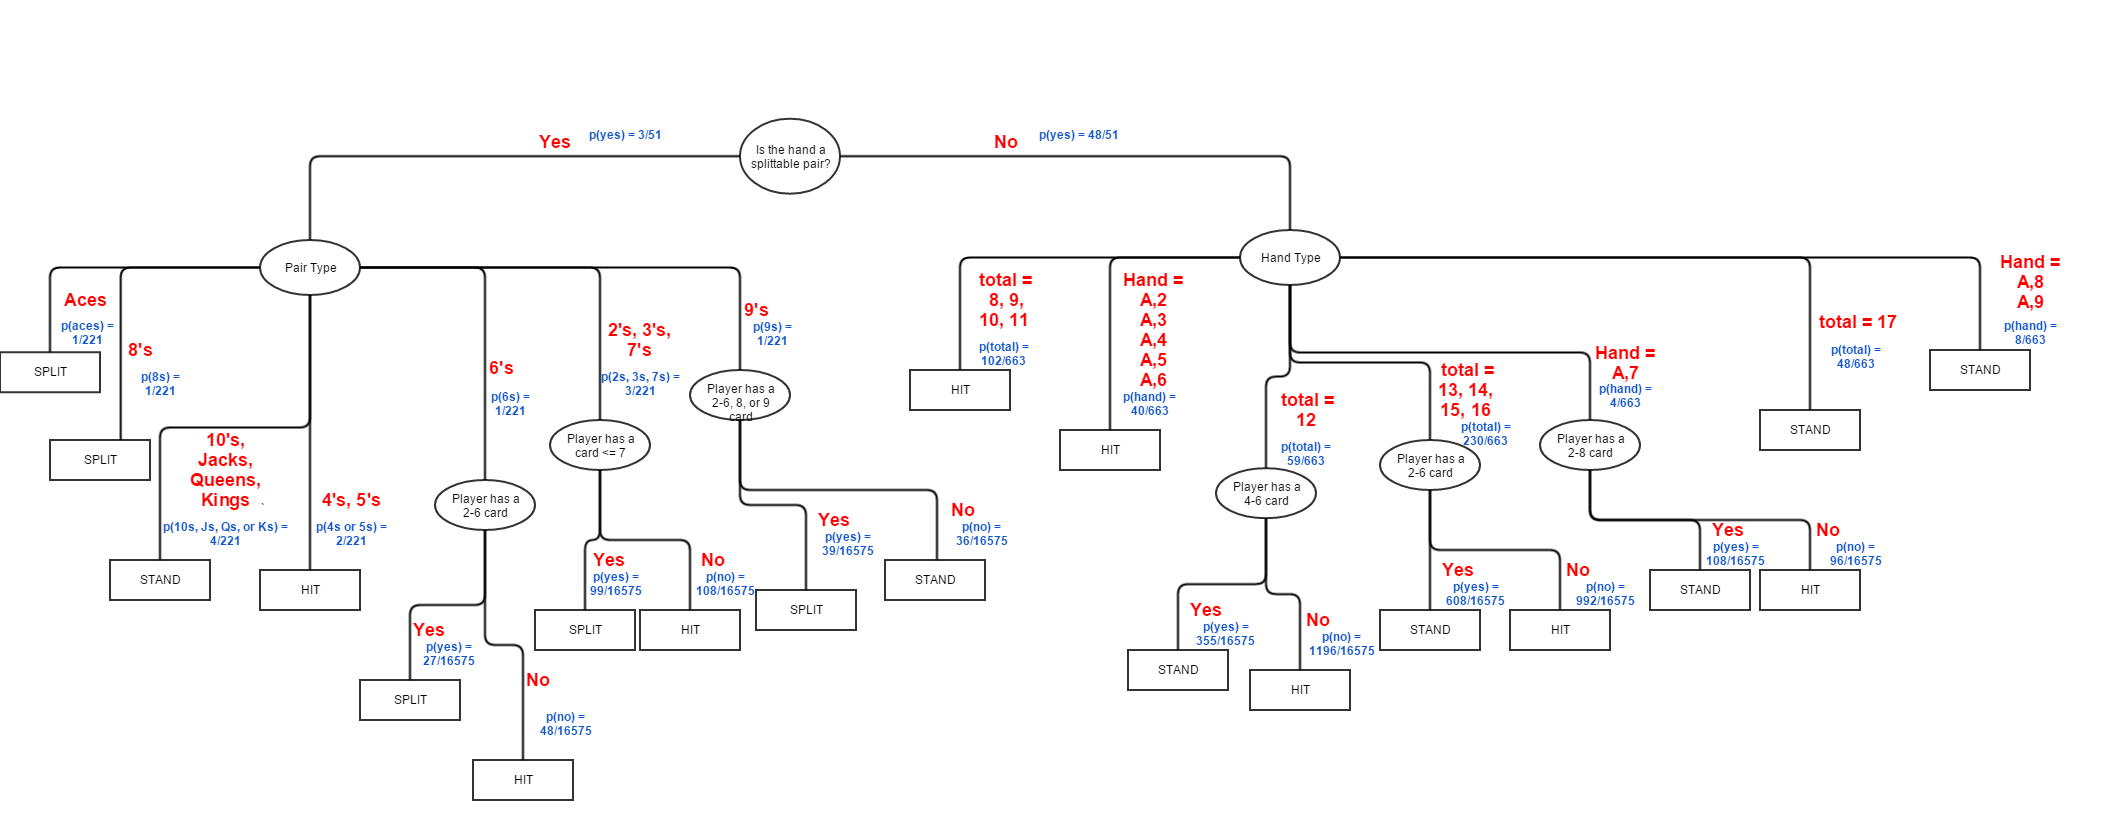 Is the hand a
splittable pair?
Yes
p(yes) = 3/51
No
p(yes) = 48/51
Pair Type
Aces
p(aces) =
1/221
SPLIT
8's
p(8s) =
1/221
SPLIT
10's,
Jacks,
Queens,
Kings
p(10s, Js, Qs, or Ks) =
4/221
STAND
4's, 5's
p(4s or 5s) =
2/221
HIT
6's
p(6s) =
1/221
Player has a
2-6 card
Yes
p(yes) =
27/16575
SPLIT
No
p(no) =
48/16575
HIT
2's, 3's,
7's
p(2s, 3s, 7s) =
3/221
Player has a
card <= 7
Yes
p(yes) =
99/16575
SPLIT
No
p(no) =
108/16575
HIT
9's
p(9s) =
1/221
Player has a
2-6, 8, or 9
card
Yes
p(yes) =
39/16575
SPLIT
No
p(no) =
36/16575
STAND
Hand Type
total =
8, 9,
10, 11
p(total) =
102/663
HIT
Hand =
A,2
A,3
A,4
A,5
A,6
p(hand) =
40/663
HIT
total =
12
p(total) =
59/663
Player has a
4-6 card
Yes
p(yes) =
355/16575
STAND
No
p(no) =
1196/16575
HIT
total =
13, 14,
15, 16
p(total) =
230/663
Player has a
2-6 card
Yes
p(yes) =
608/16575
STAND
No
p(no) =
992/16575
HIT
Hand =
A,7
p(hand) =
4/663
Player has a
2-8 card
Yes
p(yes) =
108/16575
STAND
No
p(no) =
96/16575
HIT
total = 17
p(total) =
48/663
STAND
Hand =
A,8
A,9
p(hand) =
8/663
STAND